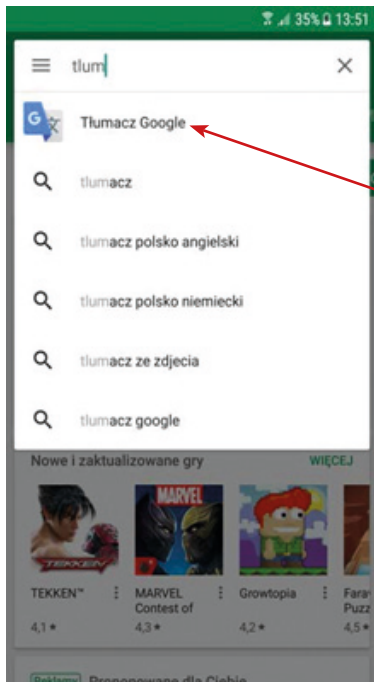 35% 13:51
tlum
Tłumacz Google
tlumacz
tlumacz polsko angielski
tlumacz polsko niemiecki
tlumacz ze zdjecia
tlumacz google
Nowe i zaktualizowane gry WIĘCEJ
TEKKEN
MARVEL
TEKKEN™ MARVEL Contest of Growtopia Puzz
4,1★ 4,3★ 4,2★ 4,5★
Reklamy Proponowane dla Ciebie